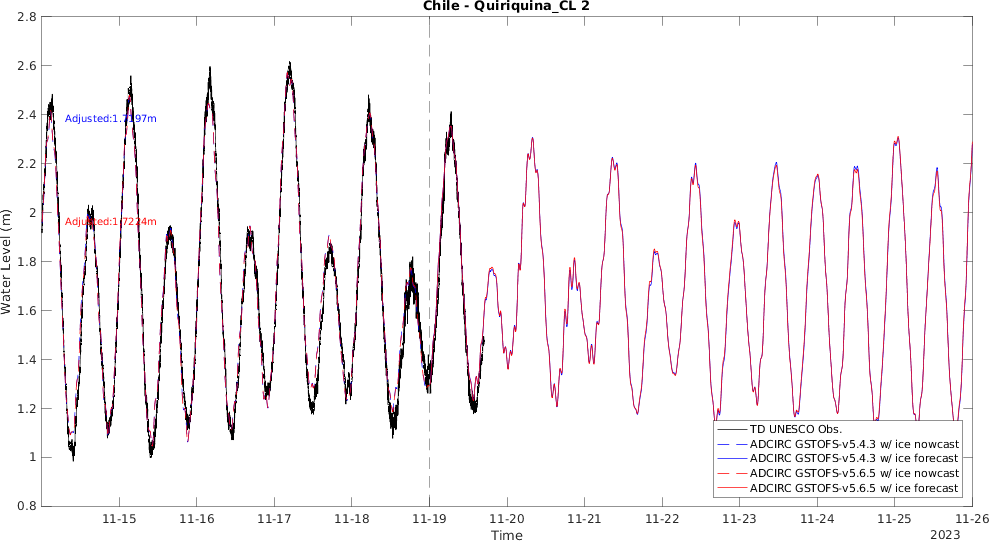 Chile - Quiriquina_CL 2
2.8
2.6
2.4
2.2
2
1.8
1.6
1.4
1.2
1
0.8
Water Level (m)
Adjusted:1.7197m
Adjusted:1.7224m
TD UNESCO Obs.
ADCIRC GSTOFS-v5.4.3 w/ ice nowcast
ADCIRC GSTOFS-v5.4.3 w/ ice forecast
ADCIRC GSTOFS-v5.6.5 w/ ice nowcast
ADCIRC GSTOFS-v5.6.5 w/ ice forecast
11-15 11-16 11-17 11-18 11-19 11-20 11-21 11-22 11-23 11-24 11-25 11-26
Time
2023